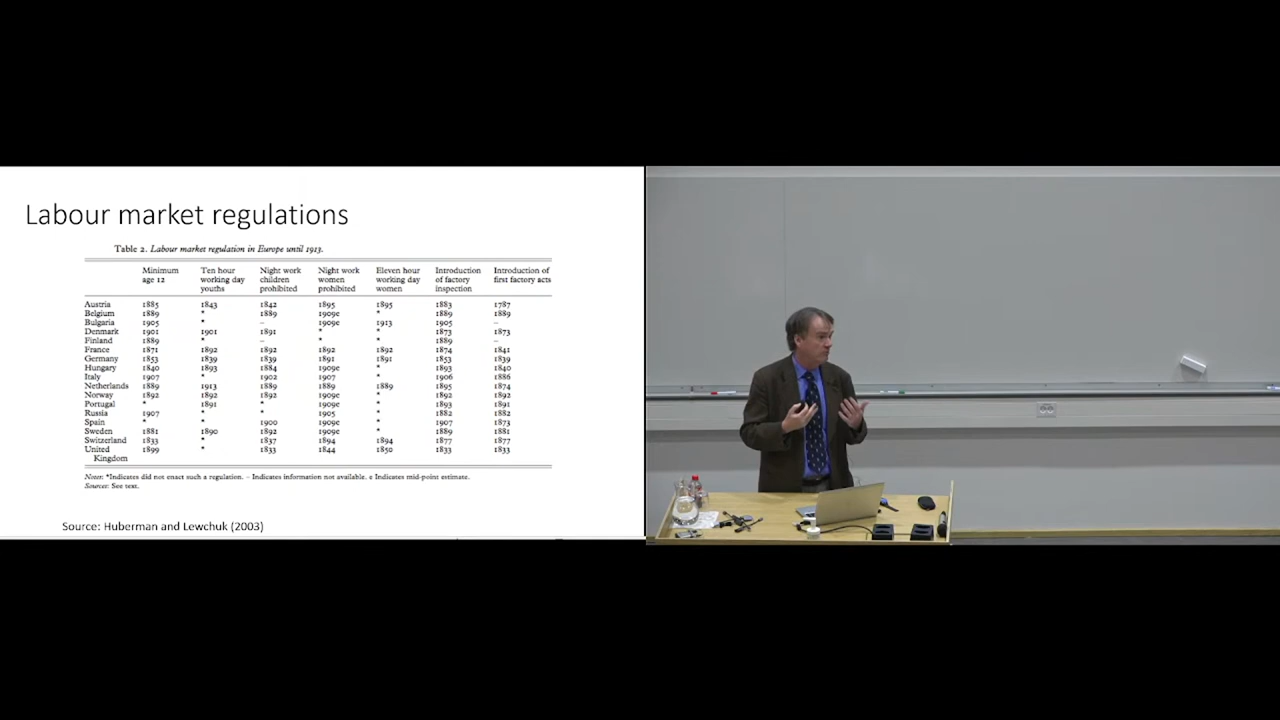 Labour market regulations
Table 2. Labour market regulation in Europe until 1913.
Minimum age 12 Ten hour working day youths Night work children prohibited Night work women prohibited Eleven hour working day women Introduction of factory inspection Introduction of first factory acts
Austria 1885 1843 1842 1895 1895 1883 1787
Belgium 1889 * 1889 1909e * 1889 1889
Bulgaria 1905 * – 1909e 1913 1905 –
Denmark 1901 1901 1891 * * 1873 1873
Finland 1889 * – * * 1889 –
France 1871 1892 1892 1892 1892 1874 1841
Germany 1853 1839 1839 1891 1891 1853 1839
Hungary 1840 1893 1884 1909e * 1893 1840
Italy 1907 * 1902 1907 * 1906 1886
Netherlands 1889 1913 1889 1889 1889 1895 1874
Norway 1892 1892 1892 1909e * 1892 1892
Portugal * 1891 * 1909e * 1893 1891
Russia 1907 * * 1905 * 1882 1882
Spain * * 1900 1909e * 1907 1873
Sweden 1881 1890 1892 1909e * 1889 1881
Switzerland 1833 * 1837 1894 1894 1877 1877
United Kingdom 1899 * 1833 1844 1850 1833 1833
Notes: *Indicates did not enact such a regulation. – Indicates information not available. e Indicates mid-point estimate.
Sources: See text.
Source: Huberman and Lewchuk (2003)